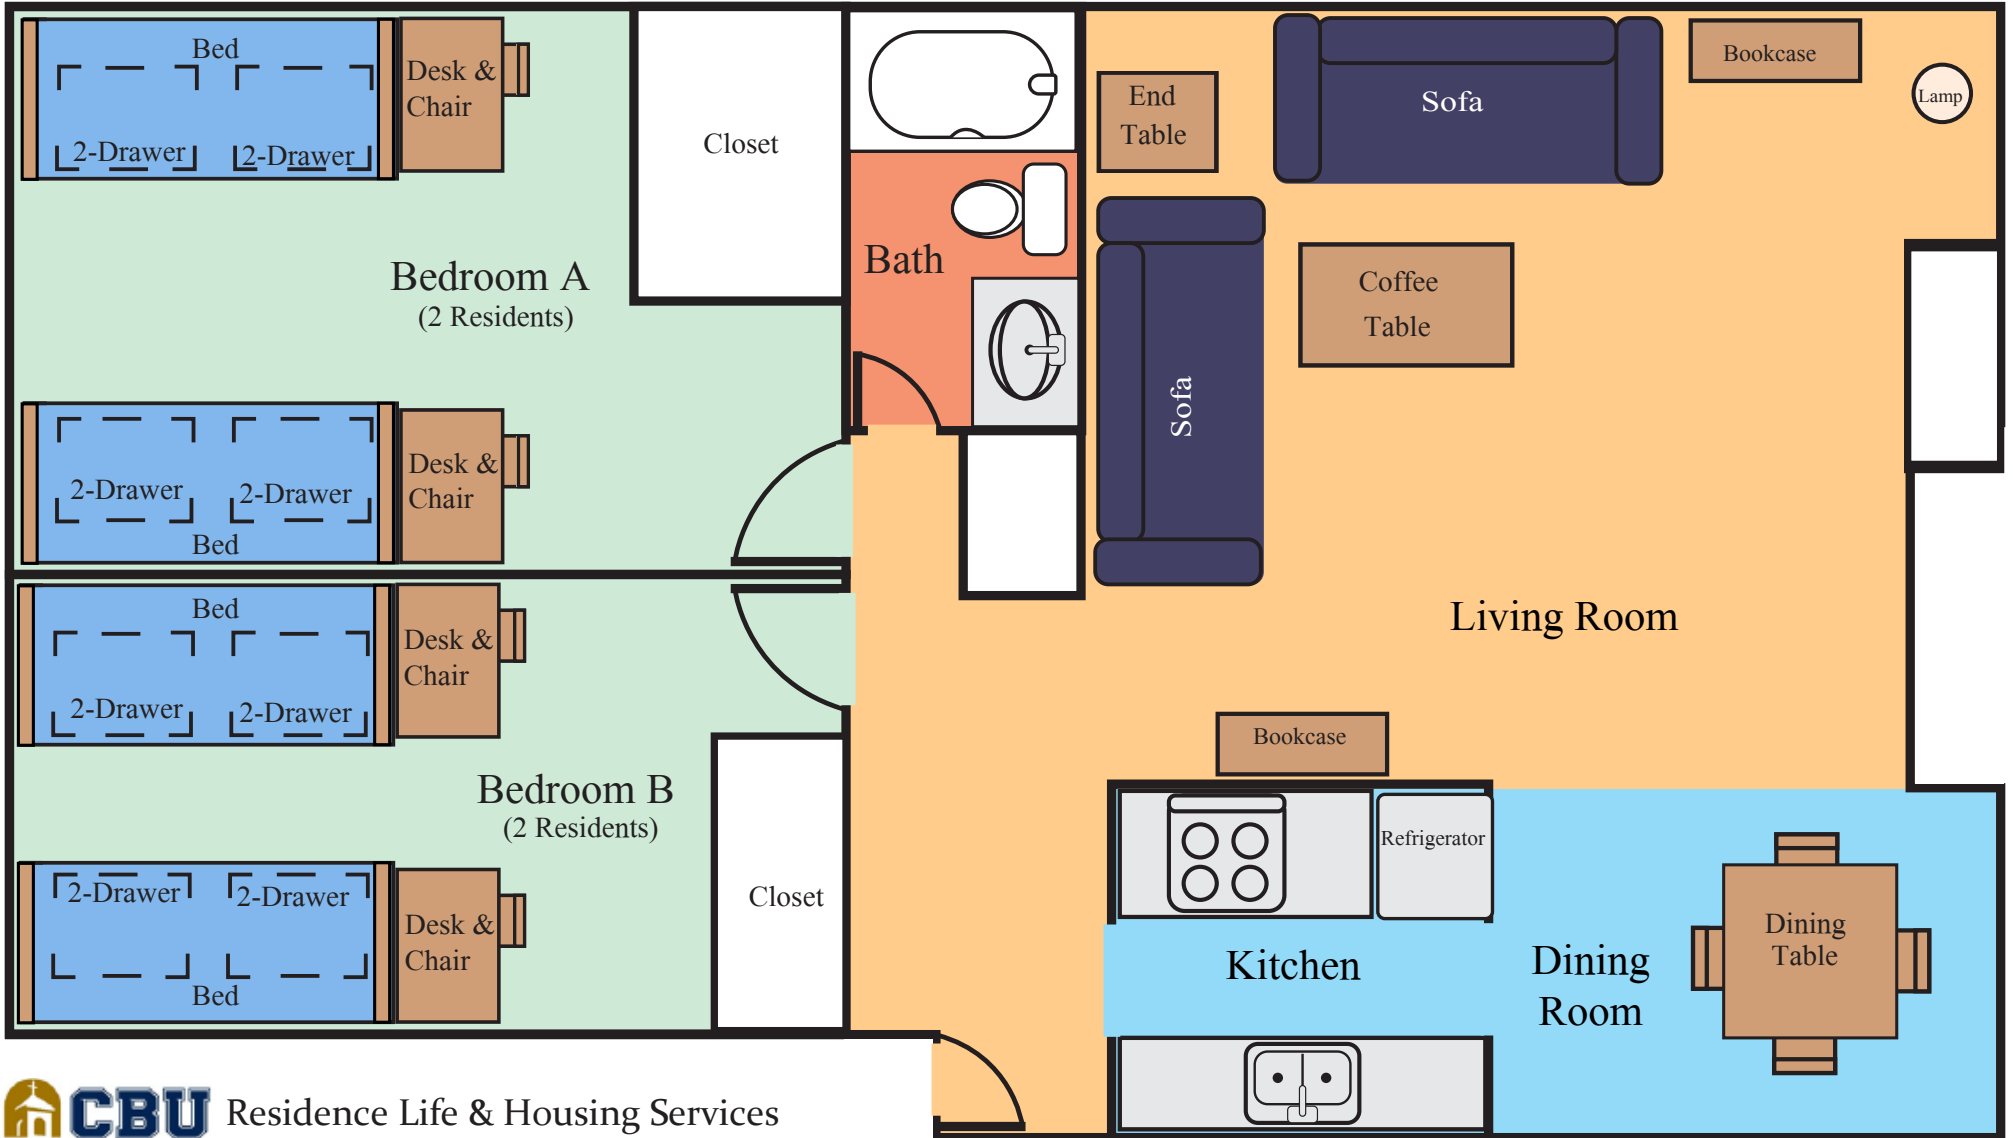 Bed
2-Drawer
2-Drawer
Desk &
Chair
Closet
Bedroom A
(2 Residents)
2-Drawer
2-Drawer
Bed
Desk &
Chair
Bath
End
Table
Sofa
Bookcase
Lamp
Sofa
Coffee
Table
Living Room
Bed
2-Drawer
2-Drawer
Desk &
Chair
Bedroom B
(2 Residents)
2-Drawer
2-Drawer
Bed
Desk &
Chair
Closet
Bookcase
Refrigerator
Kitchen
Dining
Room
Dining
Table
CBU Residence Life & Housing Services